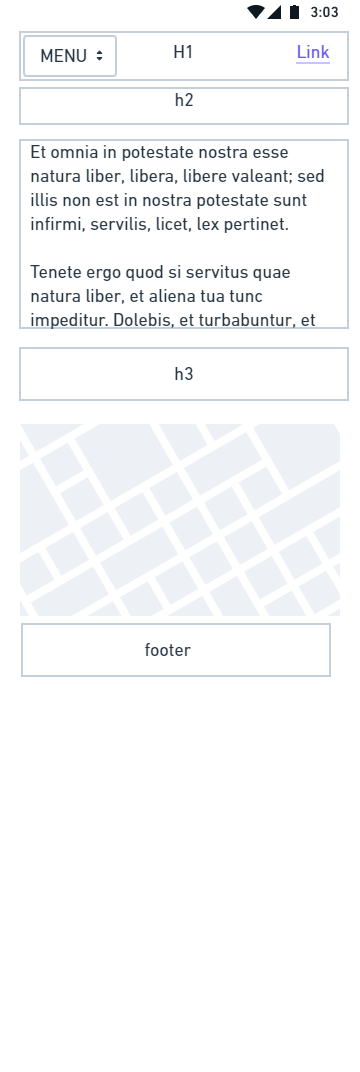 3:03
MENU H1 Link
h2
Et omnia in potestate nostra esse
natura liber, libera, libere valeant; sed
illis non est in nostra potestate sunt
infirmi, servilis, licet, lex pertinet.
Tenete ergo quod si servitus quae
natura liber, et aliena tua tunc
impeditur. Dolebis, et turbabuntur, et
h3
footer